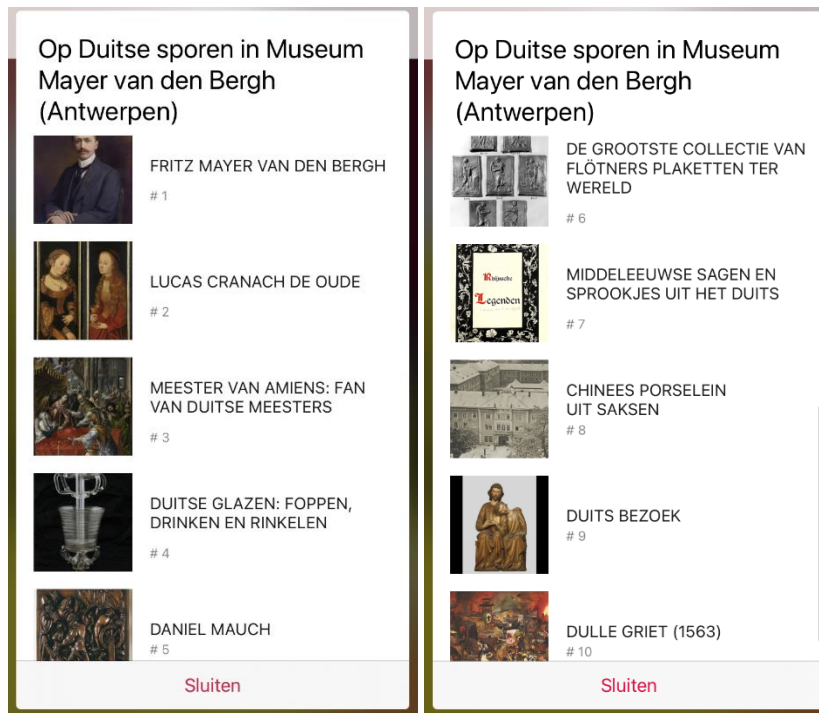 Op Duitse sporen in Museum
Mayer van den Bergh
(Antwerpen)
FRITZ MAYER VAN DEN BERGH
# 1
LUCAS CRANACH DE OUDE
# 2
MEESTER VAN AMIENS: FAN
VAN DUITSE MEESTERS
# 3
DUITSE GLAZEN: FOPPEN,
DRINKEN EN RINKELEN
# 4
DANIEL MAUCH
# 5
Sluiten
Op Duitse sporen in Museum
Mayer van den Bergh
(Antwerpen)
DE GROOTSTE COLLECTIE VAN
FLÖTNERS PLAKETTEN TER
WERELD
# 6
Legenden
MIDDELEEUWSE SAGEN EN
SPROOKJES UIT HET DUITS
# 7
CHINEES PORSELEIN
UIT SAKSEN
# 8
DUITS BEZOEK
# 9
DULLE GRIET (1563)
# 10
Sluiten